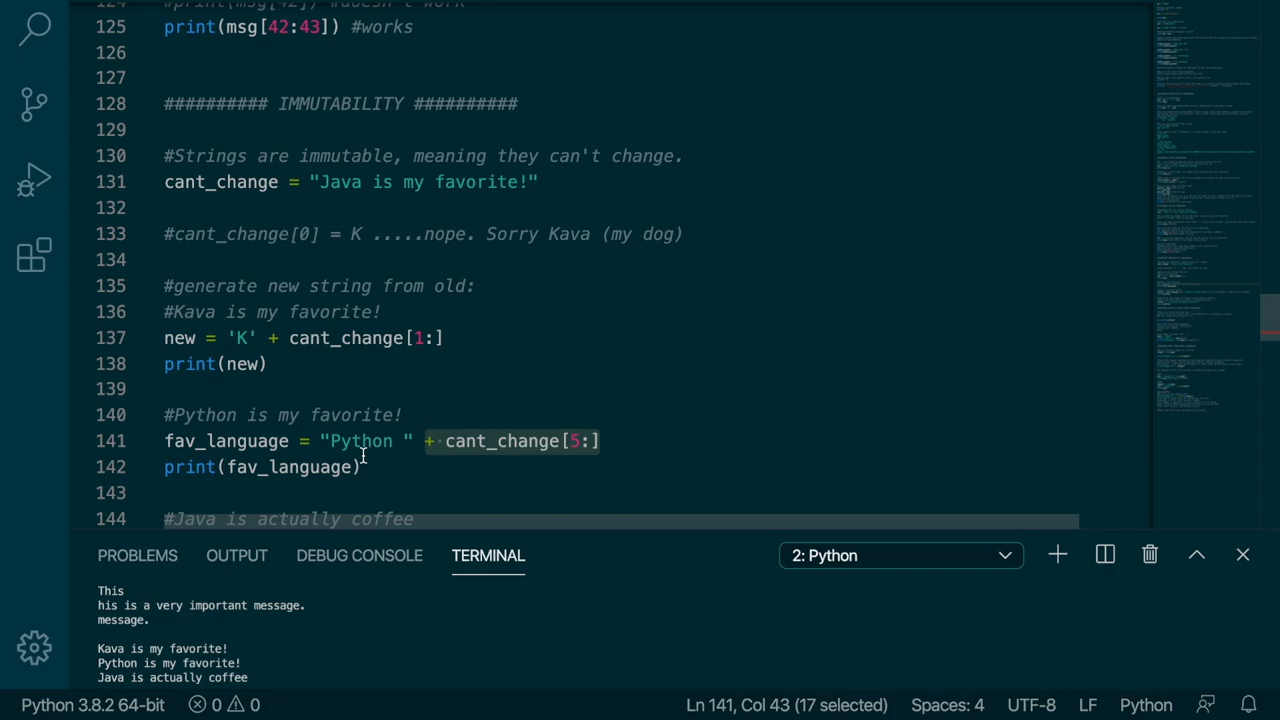 124 #print(msg[42]) #doesn't work
125 print(msg[42:43]) #works
126
127
128 ########## IMMUTABILITY ##########
129
130 #Strings are immutable, meaning they can't change.
131 cant_change = "Java is my favorite!"
132
133 #cant_change[0] = K .....nope, sorry Kava (my dog)
134
135 #generate new string from old:
136 #Kava is my favorite!
137 new = 'K' + cant_change[1:]
138 print(new)
139
140 #Python is my favorite!
141 fav_language = "Python " + cant_change[5:]
142 print(fav_language)
143
144 #Java is actually coffee
PROBLEMS OUTPUT DEBUG CONSOLE TERMINAL 2: Python
This
his is a very important message.
message.
Kava is my favorite!
Python is my favorite!
Java is actually coffee
Python 3.8.2 64-bit 0 0 Ln 141, Col 43 (17 selected) Spaces: 4 UTF-8 LF Python